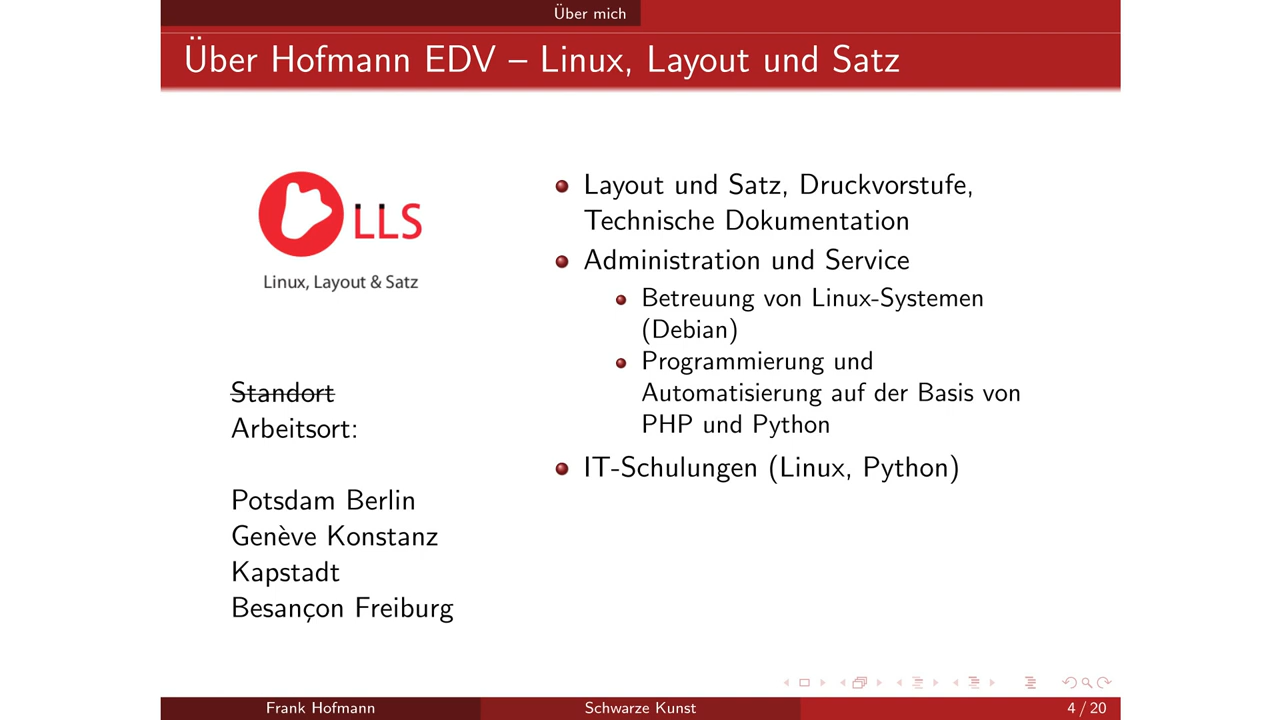 Über mich
Über Hofmann EDV – Linux, Layout und Satz
LLS
Linux, Layout & Satz
Standort
Arbeitsort:
Potsdam Berlin
Genève Konstanz
Kapstadt
Besançon Freiburg
Layout und Satz, Druckvorstufe,
Technische Dokumentation
Administration und Service
Betreuung von Linux-Systemen
(Debian)
Programmierung und
Automatisierung auf der Basis von
PHP und Python
IT-Schulungen (Linux, Python)
Frank Hofmann
Schwarze Kunst
4 / 20